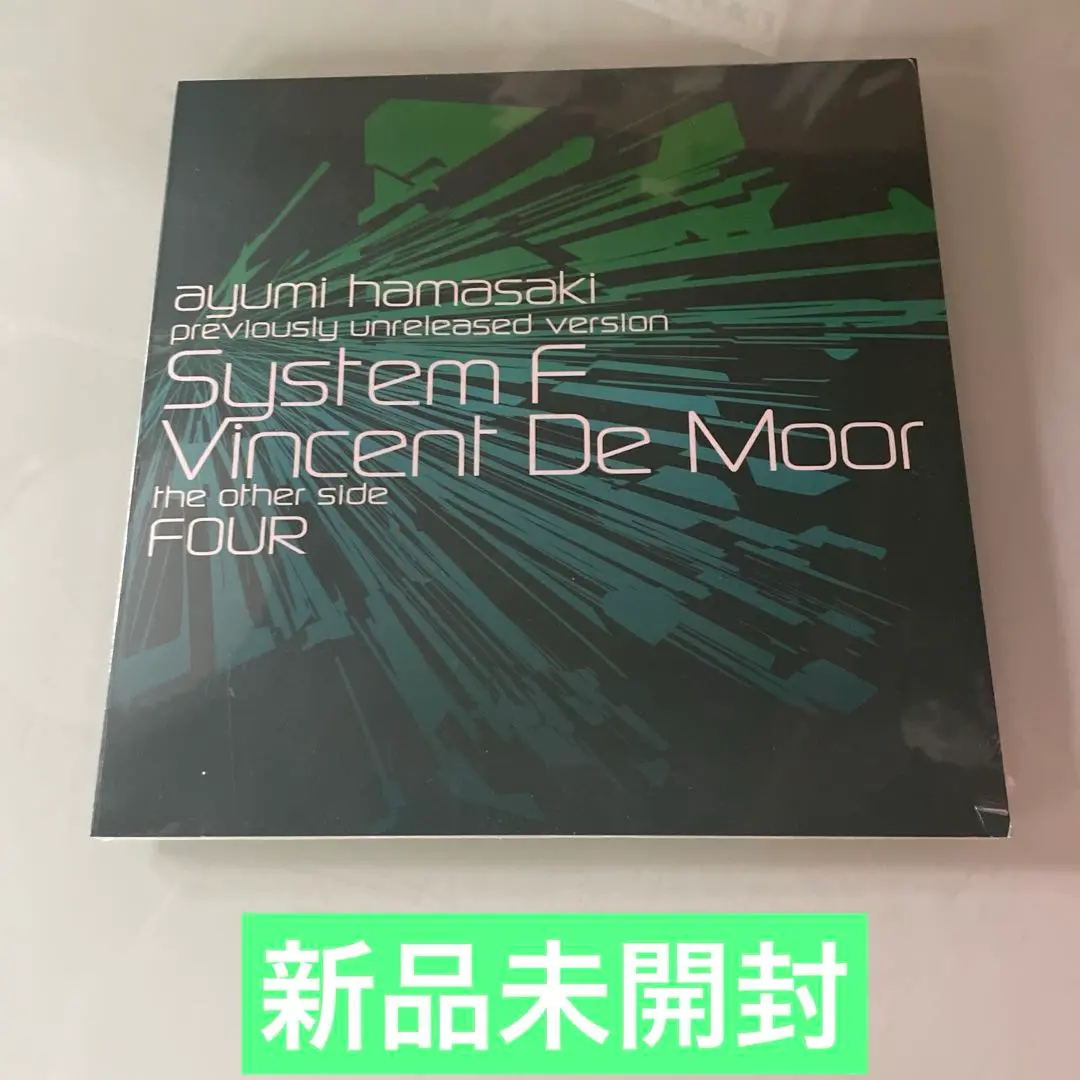 ayumi hamasaki
previously unreleased version
System F
Vincent De Moor
the other side
FOUR
新品未開封